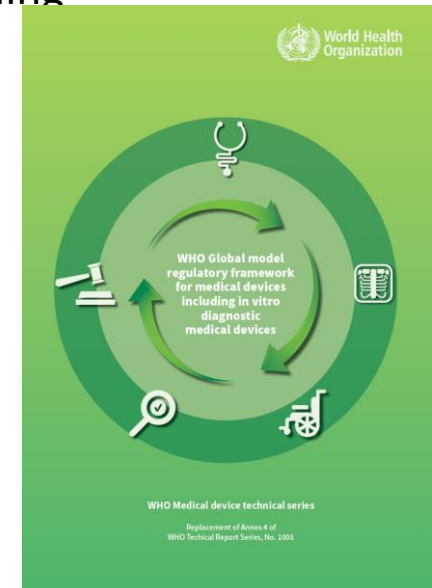 World Health
Organization
WHO Global model
regulatory framework
for medical devices
including in vitro
diagnostic
medical devices
WHO Medical device technical series
Replacement of Annex 4 of
WHO Techical Report Series, No. 1003